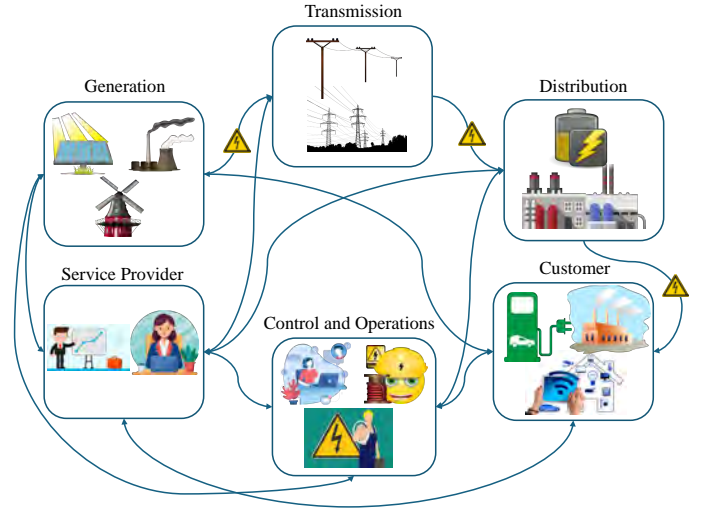 Transmission
Generation
Distribution
Service Provider
Control and Operations
Customer